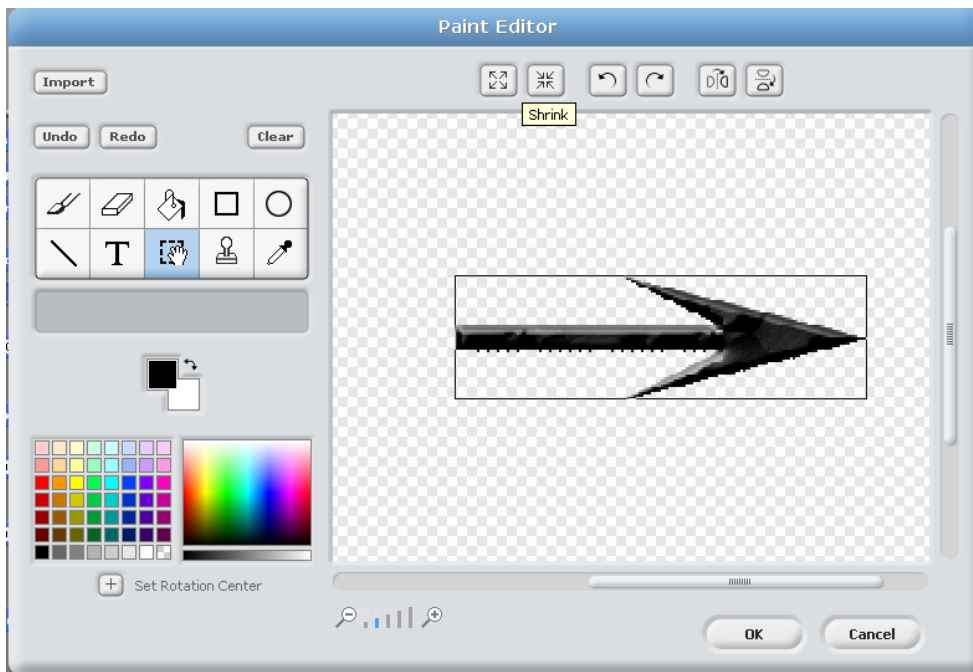 Paint Editor
Import
Shrink
Undo Redo Clear
T
Set Rotation Center
OK Cancel